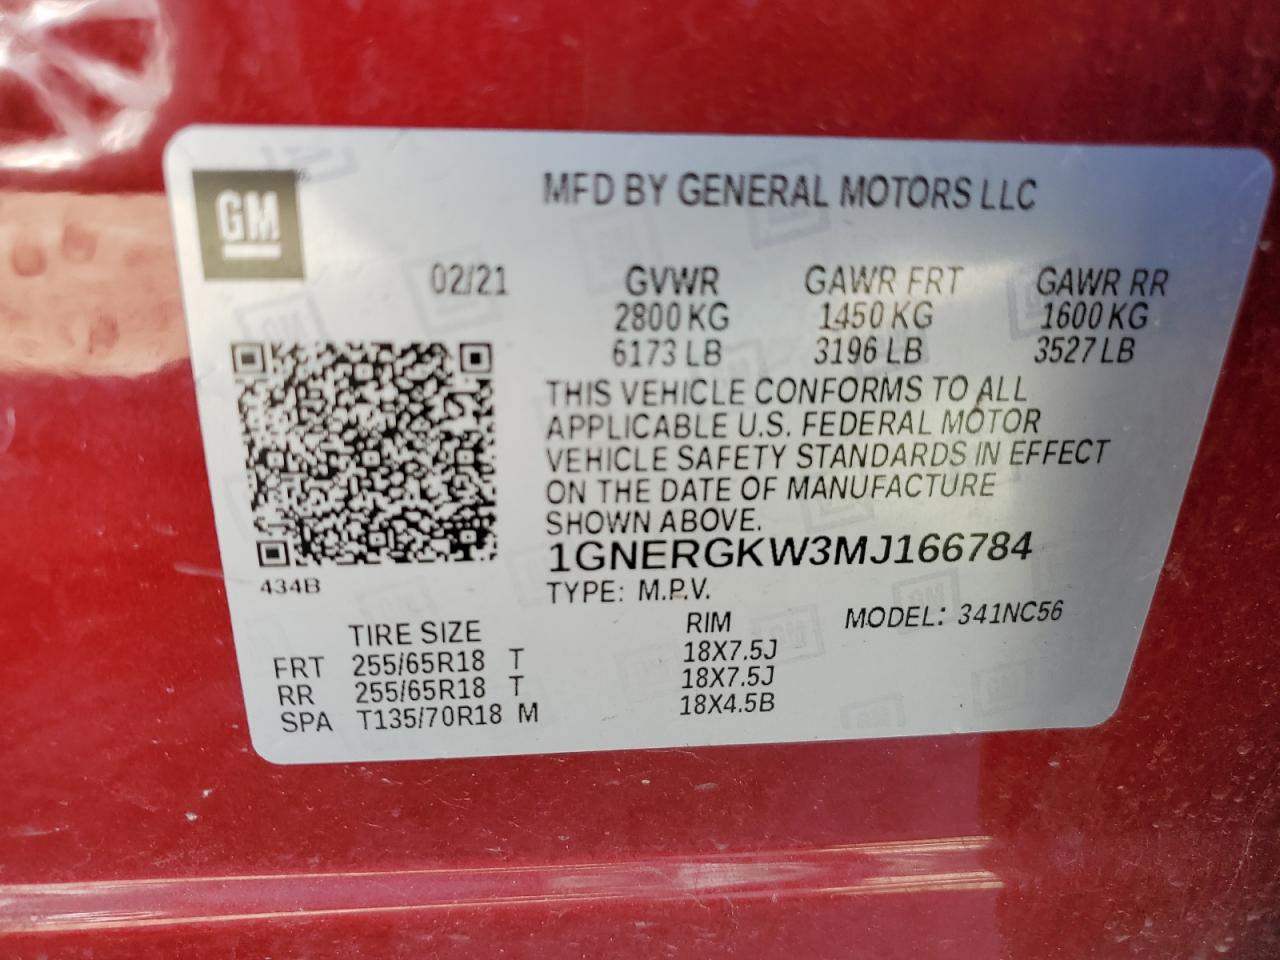 GM
MFD BY GENERAL MOTORS LLC
02/21 GVWR GAWR FRT GAWR RR
2800 KG 1450 KG 1600 KG
6173 LB 3196 LB 3527 LB
THIS VEHICLE CONFORMS TO ALL
APPLICABLE U.S. FEDERAL MOTOR
VEHICLE SAFETY STANDARDS IN EFFECT
ON THE DATE OF MANUFACTURE
SHOWN ABOVE.
1GNERGKW3MJ166784
434B
TYPE: M.P.V.
TIRE SIZE RIM MODEL: 341NC56
FRT 255/65R18 T 18X7.5J
RR 255/65R18 T 18X7.5J
SPA T135/70R18 M 18X4.5B